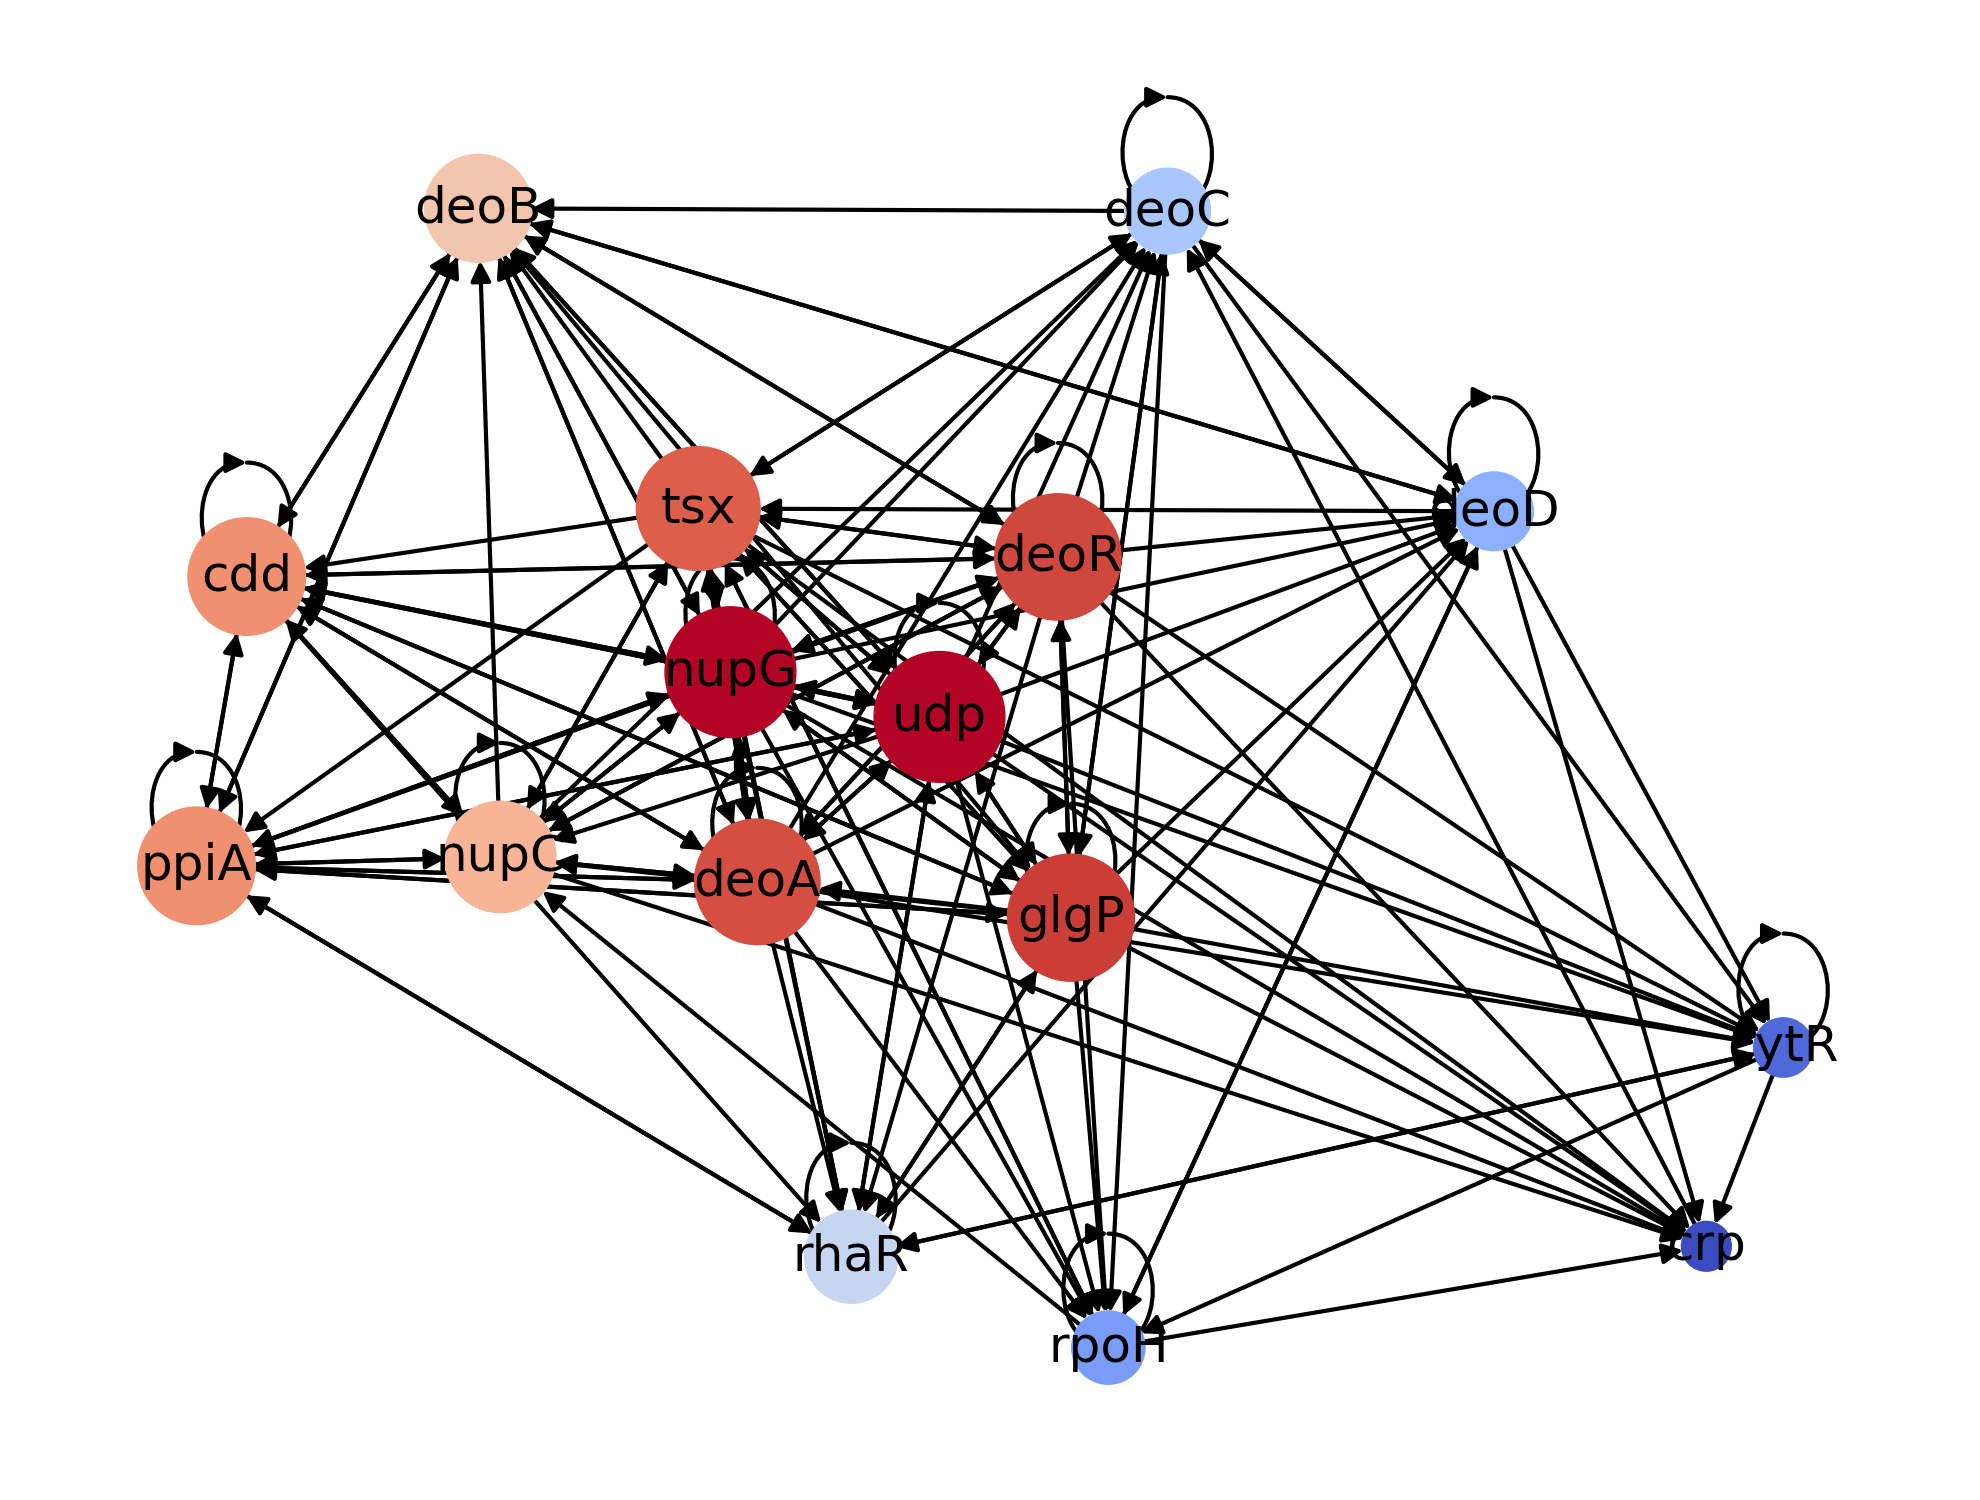 deoB
deoC
tsx
deoD
deoR
cdd
nupG
udp
ppiA
nupC
deoA
glgP
ytR
rhaR
crp
rpoH